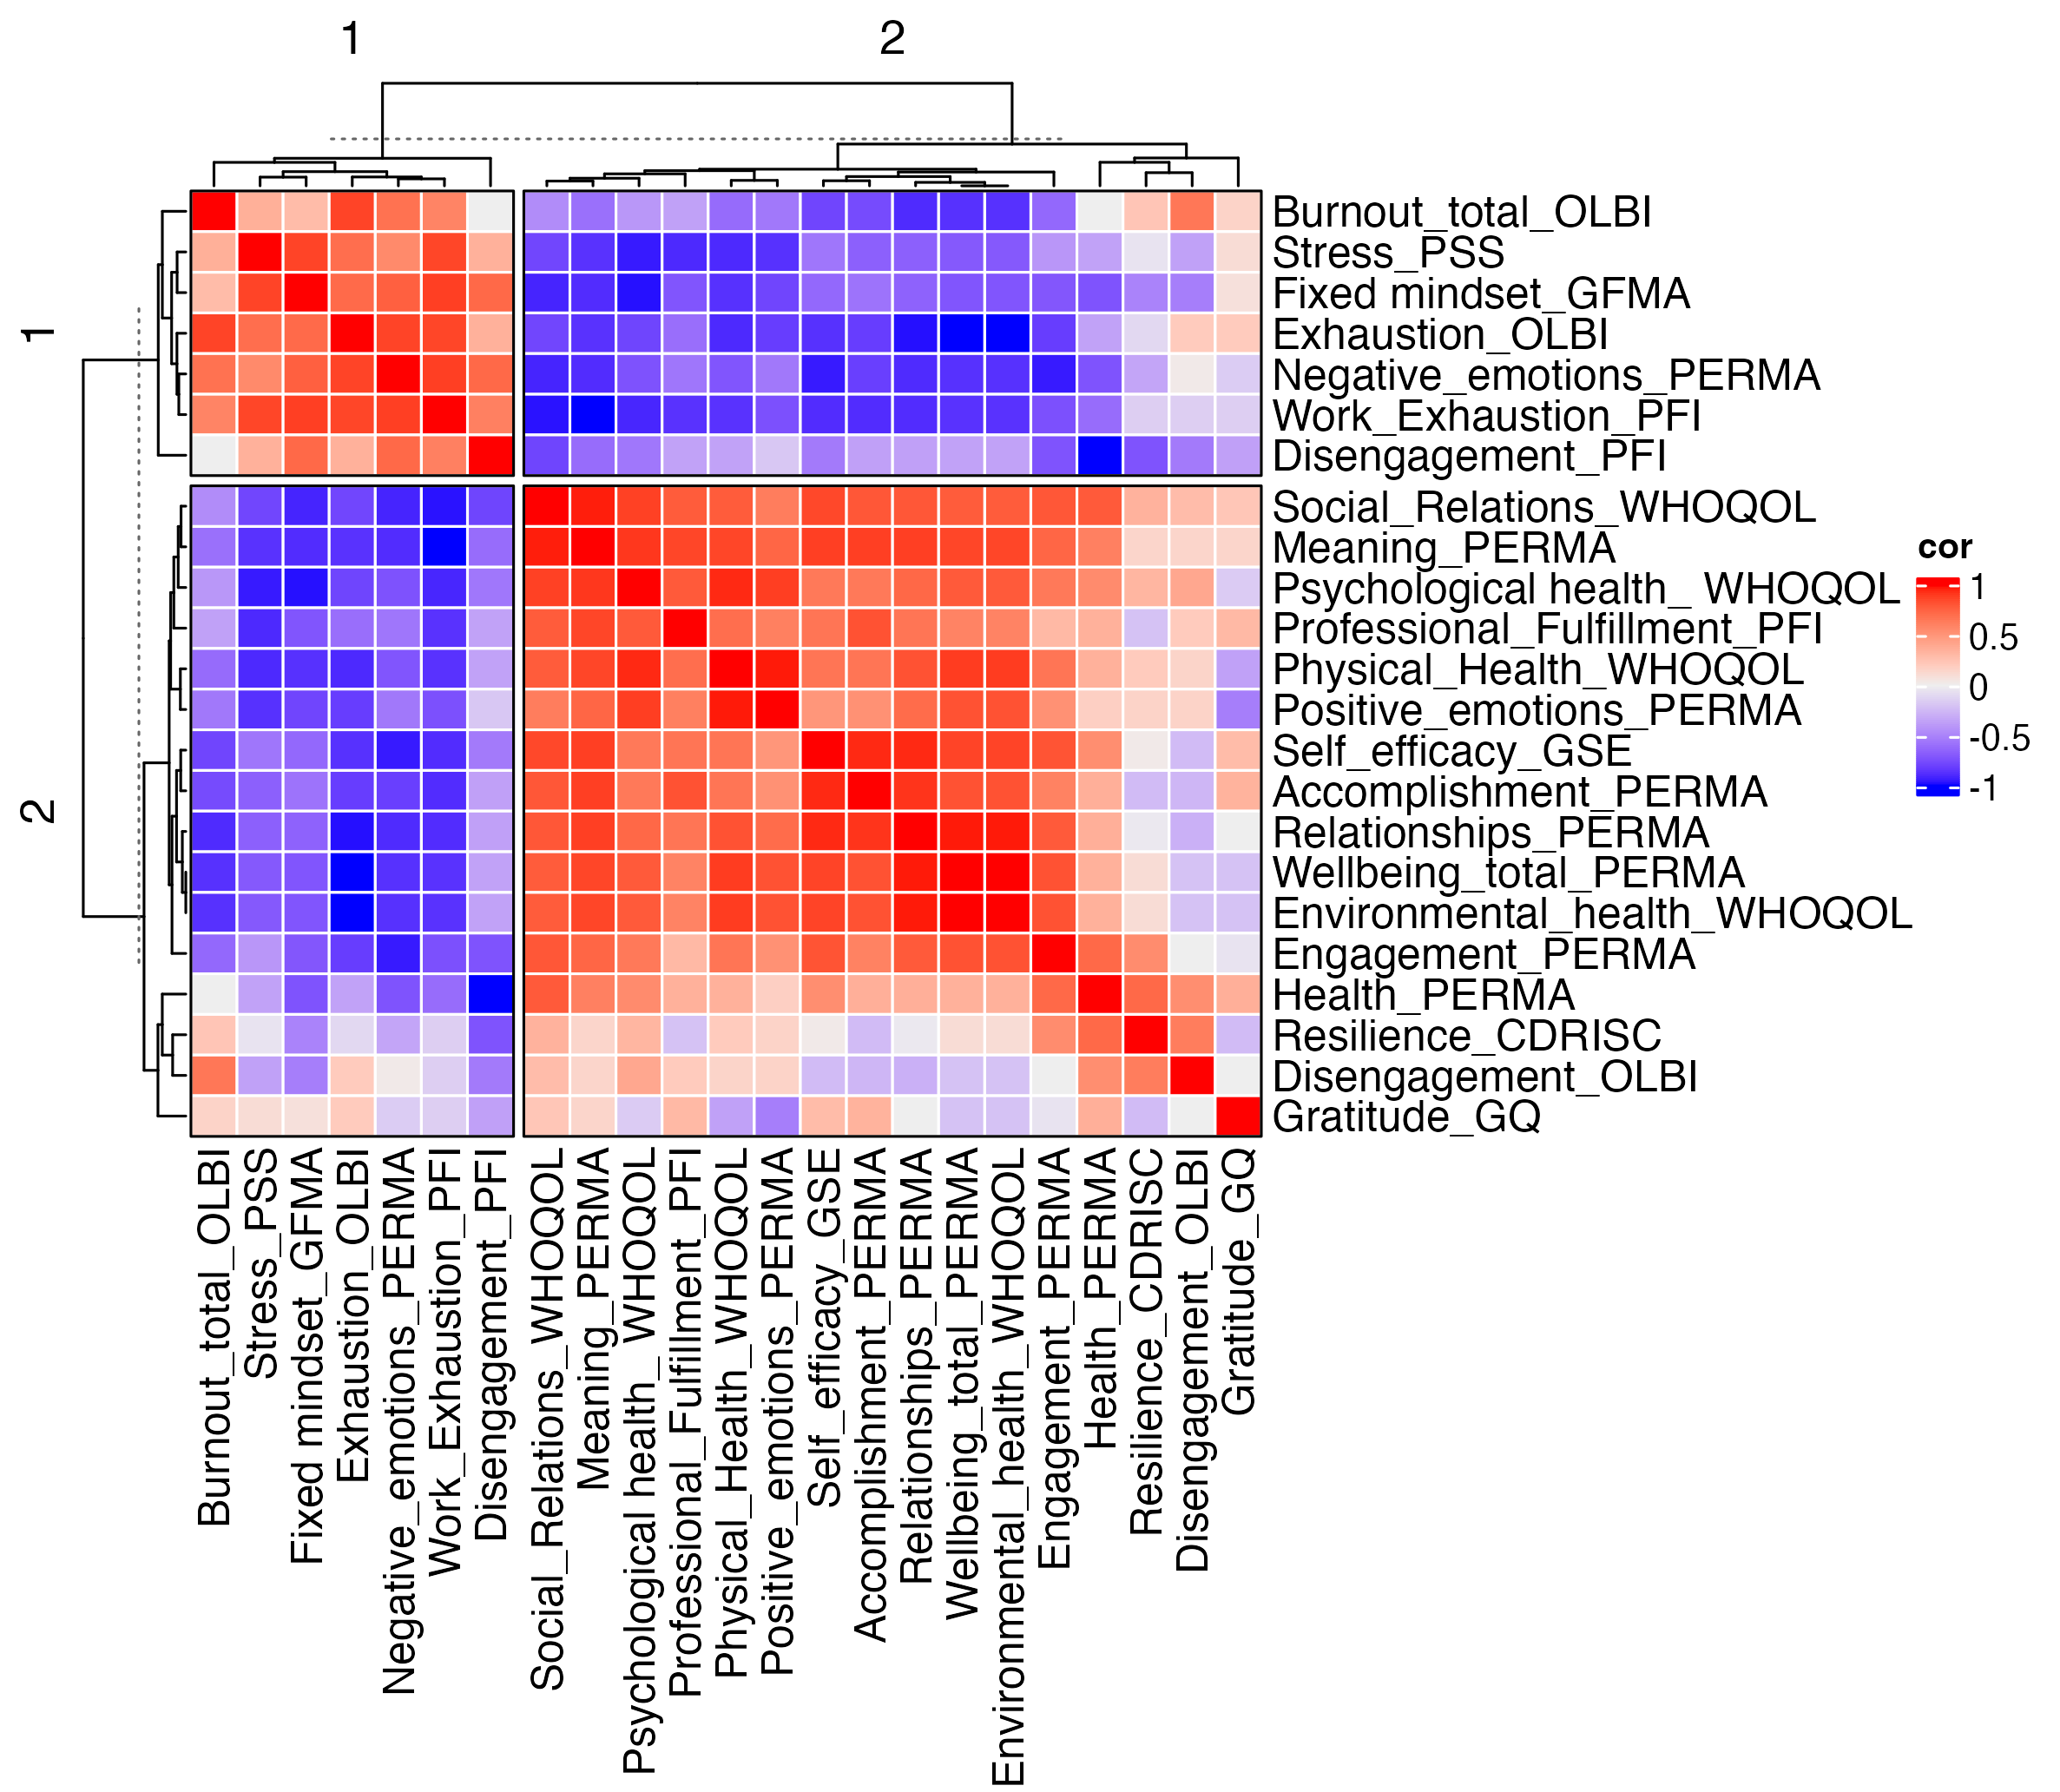 1
2
1
2
Burnout_total_OLBI
Stress_PSS
Fixed mindset_GFMA
Exhaustion_OLBI
Negative_emotions_PERMA
Work_Exhaustion_PFI
Disengagement_PFI
Social_Relations_WHOQOL
Meaning_PERMA
Psychological health_ WHOQOL
Professional_Fulfillment_PFI
Physical_Health_WHOQOL
Positive_emotions_PERMA
Self_efficacy_GSE
Accomplishment_PERMA
Relationships_PERMA
Wellbeing_total_PERMA
Environmental_health_WHOQOL
Engagement_PERMA
Health_PERMA
Resilience_CDRISC
Disengagement_OLBI
Gratitude_GQ
cor
1
0.5
0
-0.5
-1
Burnout_total_OLBI
Stress_PSS
Fixed mindset_GFMA
Exhaustion_OLBI
Negative_emotions_PERMA
Work_Exhaustion_PFI
Disengagement_PFI
Social_Relations_WHOQOL
Meaning_PERMA
Psychological health_ WHOQOL
Professional_Fulfillment_PFI
Physical_Health_WHOQOL
Positive_emotions_PERMA
Self_efficacy_GSE
Accomplishment_PERMA
Relationships_PERMA
Wellbeing_total_PERMA
Environmental_health_WHOQOL
Engagement_PERMA
Health_PERMA
Resilience_CDRISC
Disengagement_OLBI
Gratitude_GQ